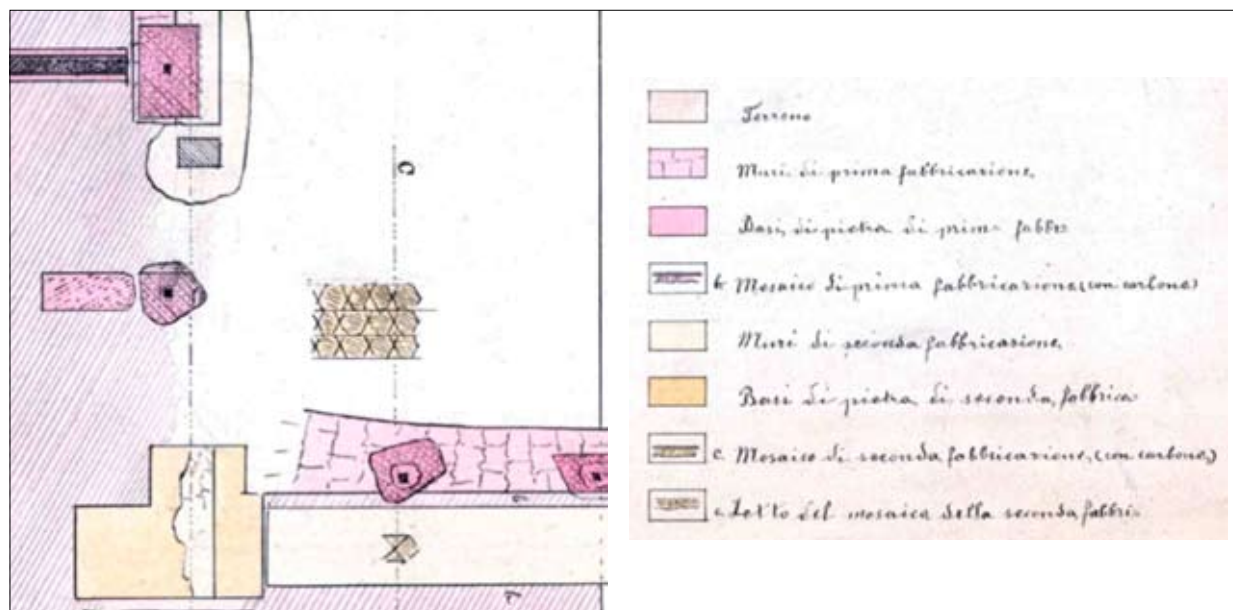 C
Terreno
Muri di prima fabbricazione
Basi di pietra di prima fabbr.
b. Mosaico di prima fabbricazione (con carbone)
Muri di seconda fabbricazione
Basi di pietra di seconda fabbrica
c. Mosaico di seconda fabbricazione (con carbone)
Letto del mosaico della seconda fabbri.